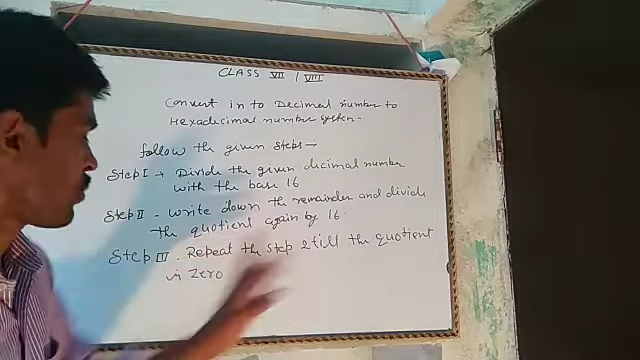 CLASS VII / VIII
Convert in to Decimal number to
Hexadecimal number system.
follow the given steps →
Step I → Divide the given decimal number
with the base 16
Step II - Write down the remainder and divide
the quotient again by 16.
Step III . Repeat the step 2 till the quotient
is Zero